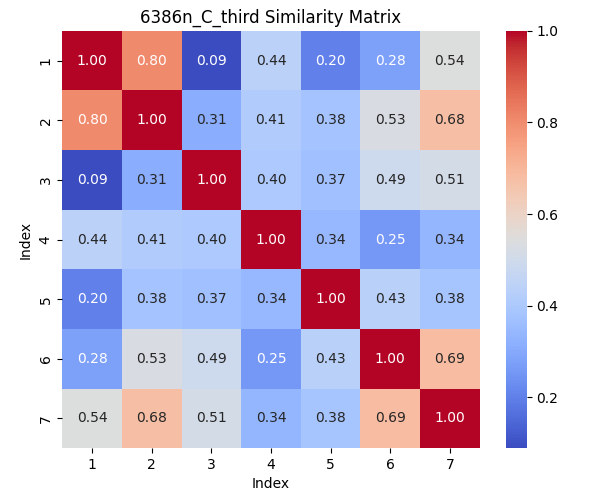 6386n_C_third Similarity Matrix
1 1.00 0.80 0.09 0.44 0.20 0.28 0.54
2 0.80 1.00 0.31 0.41 0.38 0.53 0.68
3 0.09 0.31 1.00 0.40 0.37 0.49 0.51
4 0.44 0.41 0.40 1.00 0.34 0.25 0.34
5 0.20 0.38 0.37 0.34 1.00 0.43 0.38
6 0.28 0.53 0.49 0.25 0.43 1.00 0.69
7 0.54 0.68 0.51 0.34 0.38 0.69 1.00
1 2 3 4 5 6 7
Index
Index
1.0
0.8
0.6
0.4
0.2